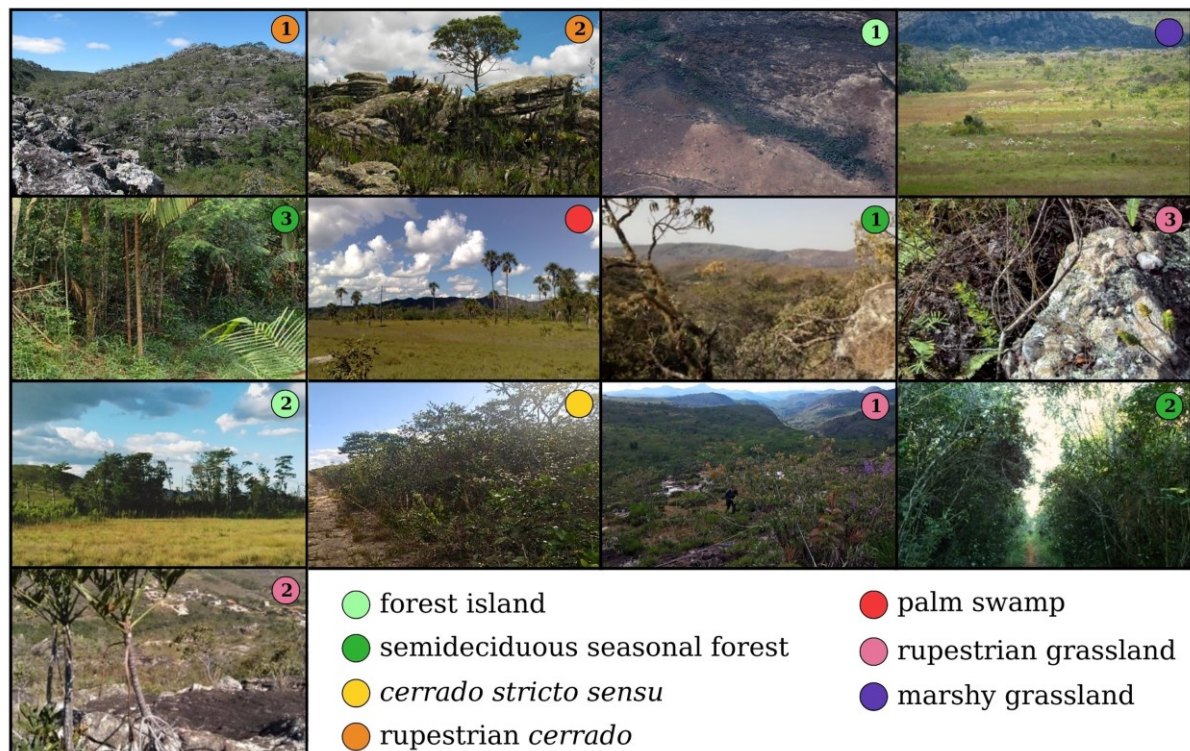 1
2
1
3
1
3
2
1
2
2
forest island
semideciduous seasonal forest
cerrado stricto sensu
rupestrian cerrado
palm swamp
rupestrian grassland
marshy grassland